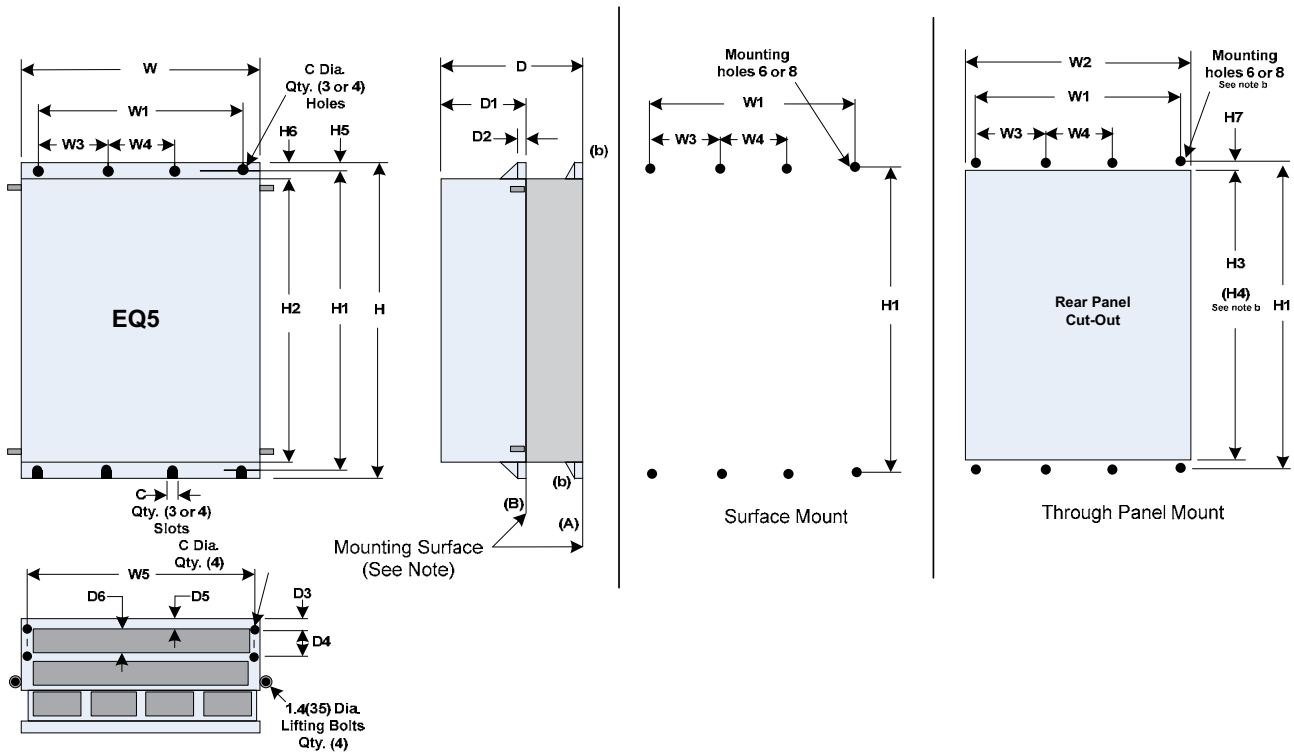 W
C Dia.
Qty. (3 or 4)
Holes
W1
W3
W4
H6
H5
EQ5
H2
H1
H
C
Qty. (3 or 4)
Slots
D
D1
D2
(b)
(b)
(B)
(A)
Mounting Surface
(See Note)
C Dia.
Qty. (4)
W5
D6
D5
D3
D4
1.4(35) Dia.
Lifting Bolts
Qty. (4)
Mounting
holes 6 or 8
W1
W3
W4
H1
Surface Mount
W2
Mounting
holes 6 or 8
See note b
W1
W3
W4
H7
H3
(H4)
See note b
H1
Rear Panel
Cut-Out
Through Panel Mount